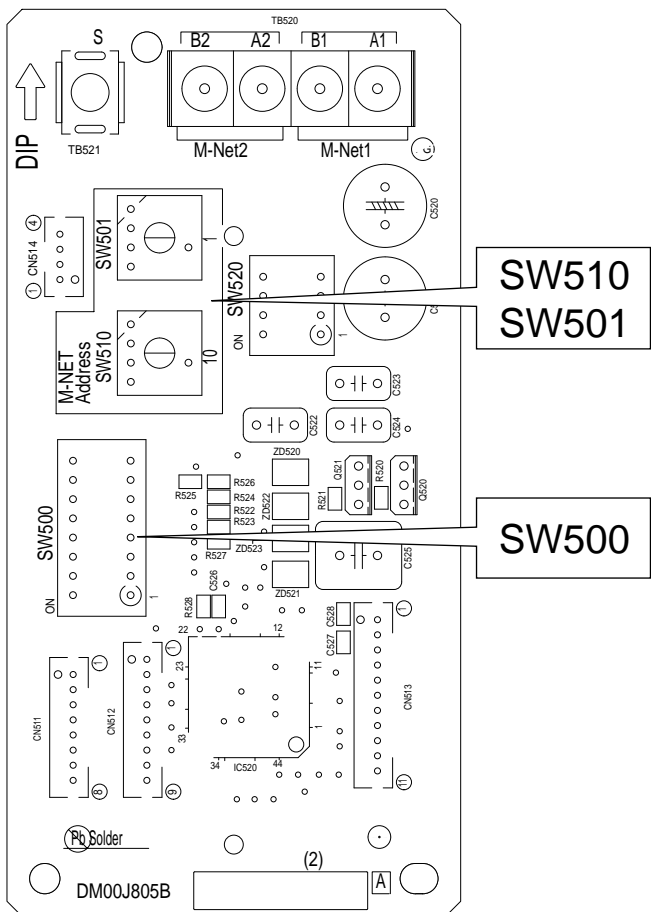 TB520
S
B2 A2 B1 A1
DIP
TB521
M-Net2 M-Net1
G.
C520
4
CN514
1
SW501
1
SW520
ON
1
SW510
SW501
M-NET
Address
SW510
10
C523
C522
C524
ZD520
Q521
R520
Q520
R521
R525
R526
R524
R522
R523
R527
ZD522
ZD523
C525
ZD521
SW500
ON
1
SW500
C526
R528
22
12
23
11
33
1
34
IC520
44
C528
C527
1
CN513
11
1
CN511
8
1
CN512
9
Pb Solder
(2)
DM00J805B
A